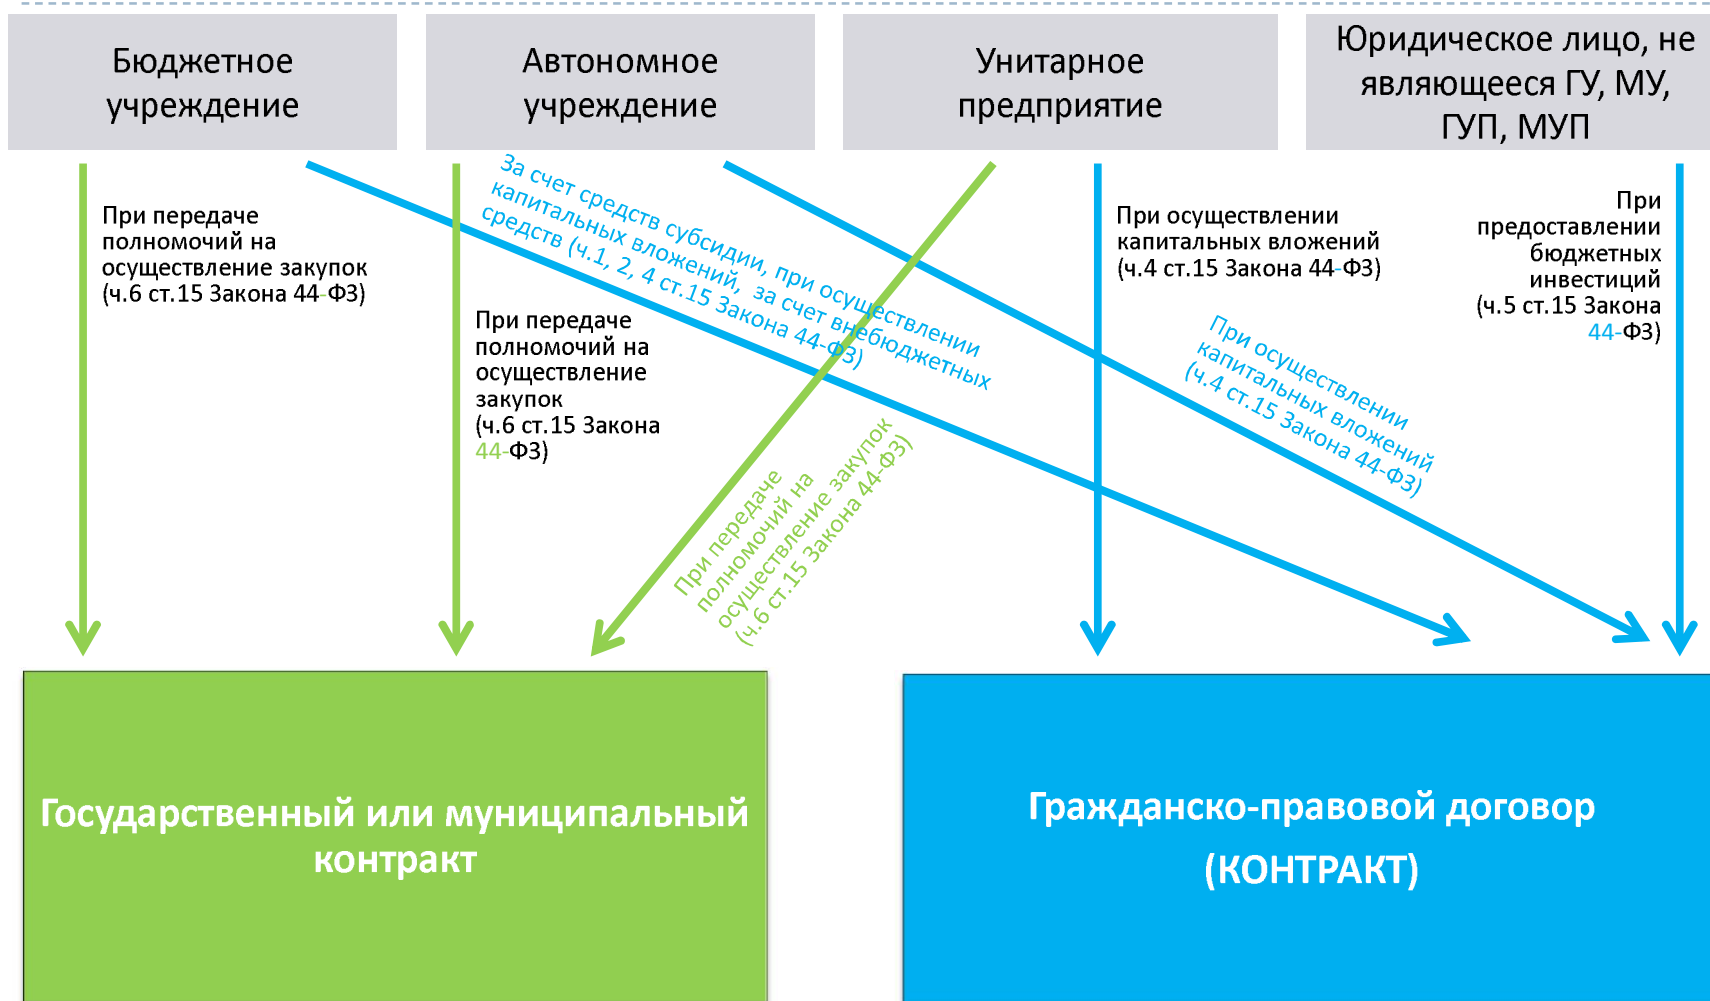 Бюджетное
учреждение
Автономное
учреждение
Унитарное
предприятие
Юридическое лицо, не
являющееся ГУ, МУ,
ГУП, МУП
При передаче
полномочий на
осуществление закупок
(ч.6 ст.15 Закона 44-ФЗ)
При передаче
полномочий на
осуществление
закупок
(ч.6 ст.15 Закона
44-ФЗ)
За счет средств субсидии, при осуществлении
капитальных вложений, за счет внебюджетных
средств (ч.1, 2, 4 ст.15 Закона 44-ФЗ)
При передаче
полномочий на
осуществление закупок
(ч.6 ст.15 Закона 44-ФЗ)
При осуществлении
капитальных вложений
(ч.4 ст.15 Закона 44-ФЗ)
При осуществлении
капитальных вложений
(ч.4 ст.15 Закона 44-ФЗ)
При
предоставлении
бюджетных
инвестиций
(ч.5 ст.15 Закона
44-ФЗ)
Государственный или муниципальный
контракт
Гражданско-правовой договор
(КОНТРАКТ)